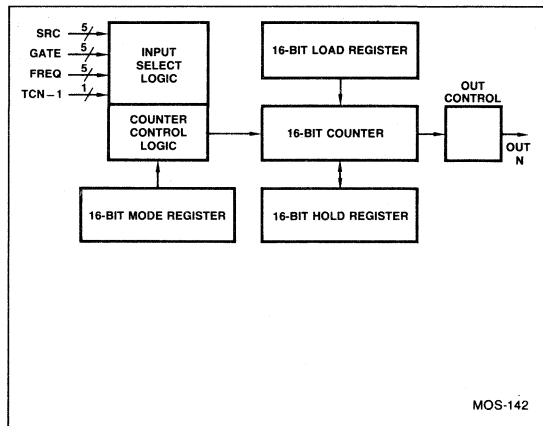 SRC
5
GATE
5
FREQ
5
TCN−1
1
INPUT
SELECT
LOGIC
COUNTER
CONTROL
LOGIC
16-BIT MODE REGISTER
16-BIT LOAD REGISTER
16-BIT COUNTER
16-BIT HOLD REGISTER
OUT
CONTROL
OUT
N
MOS-142